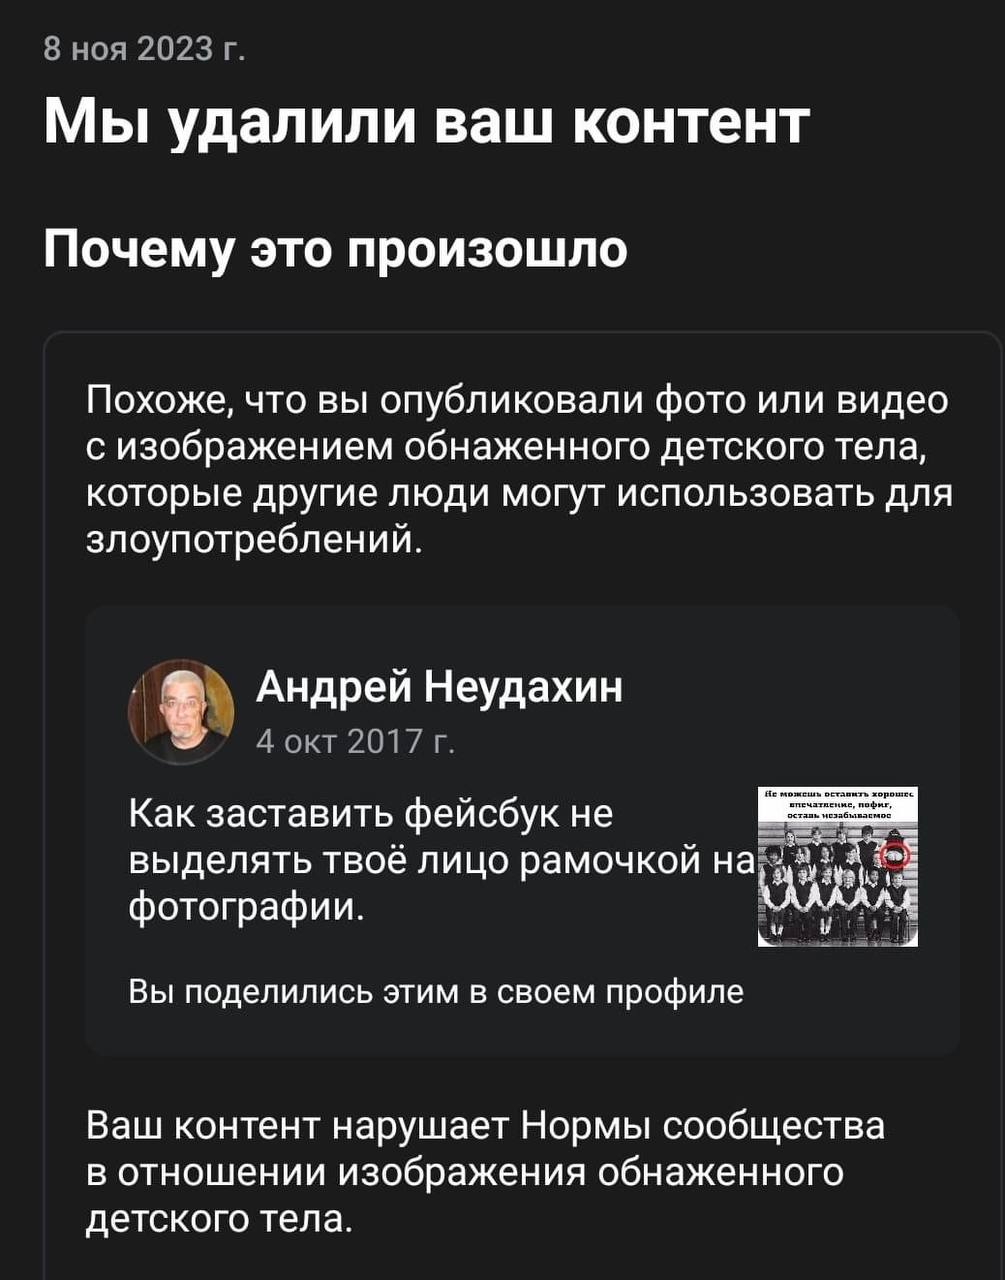 8 ноя 2023 г.
Мы удалили ваш контент
Почему это произошло
Похоже, что вы опубликовали фото или видео
с изображением обнаженного детского тела,
которые другие люди могут использовать для
злоупотреблений.
Андрей Неудахин
4 окт 2017 г.
Как заставить фейсбук не
выделять твоё лицо рамочкой на
фотографии.
Не можешь оставить хорошее
впечатление, пофиг,
оставь незабываемое
Вы поделились этим в своем профиле
Ваш контент нарушает Нормы сообщества
в отношении изображения обнаженного
детского тела.